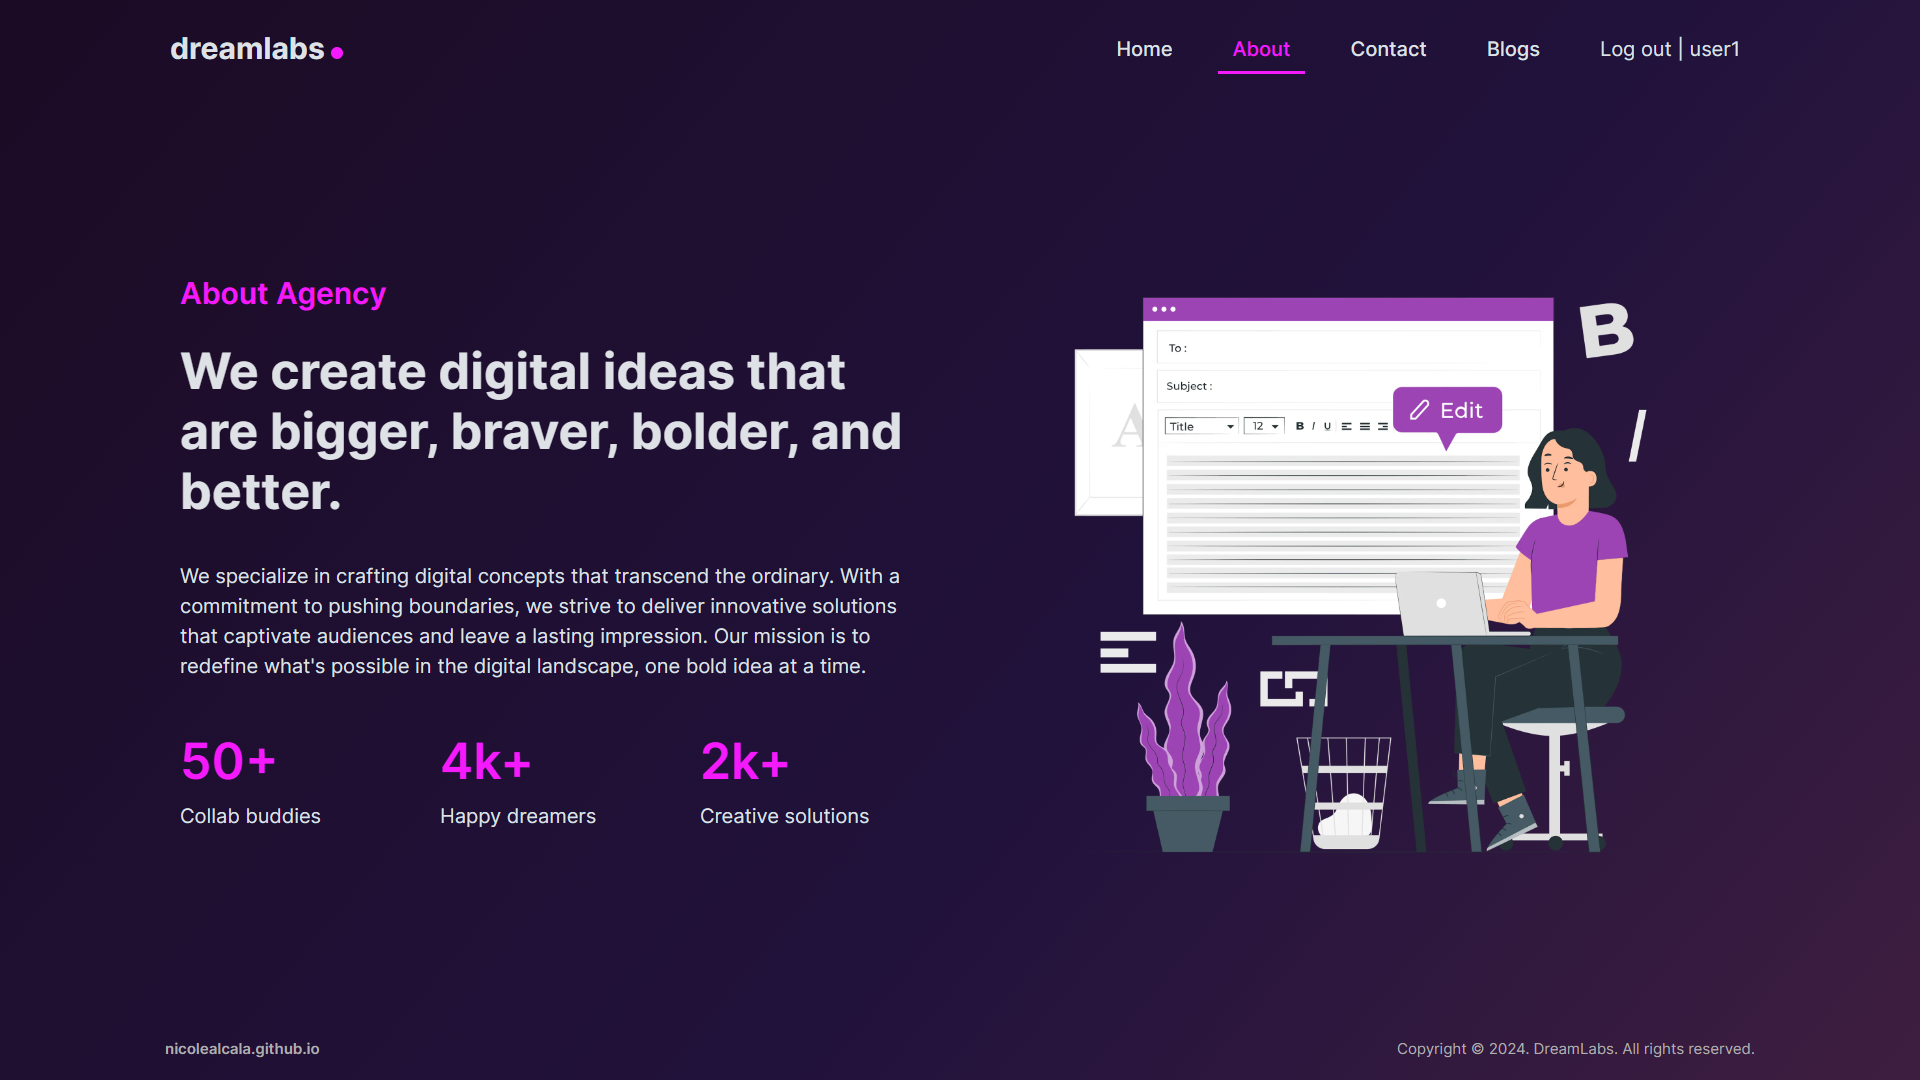 dreamlabs
Home
About
Contact
Blogs
Log out | user1
About Agency
We create digital ideas that
are bigger, braver, bolder, and
better.
We specialize in crafting digital concepts that transcend the ordinary. With a
commitment to pushing boundaries, we strive to deliver innovative solutions
that captivate audiences and leave a lasting impression. Our mission is to
redefine what's possible in the digital landscape, one bold idea at a time.
50+
Collab buddies
4k+
Happy dreamers
2k+
Creative solutions
To :
Subject :
Edit
Title
12
B I U
A
B
I
nicolealcala.github.io
Copyright © 2024. DreamLabs. All rights reserved.